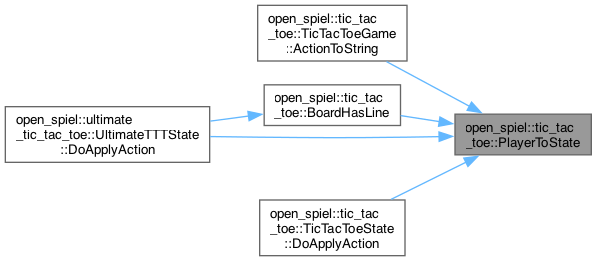 open_spiel::tic_tac
_toe::TicTacToeGame
::ActionToString
open_spiel::tic_tac
_toe::BoardHasLine
open_spiel::ultimate
_tic_tac_toe::UltimateTTTState
::DoApplyAction
open_spiel::tic_tac
_toe::PlayerToState
open_spiel::tic_tac
_toe::TicTacToeState
::DoApplyAction